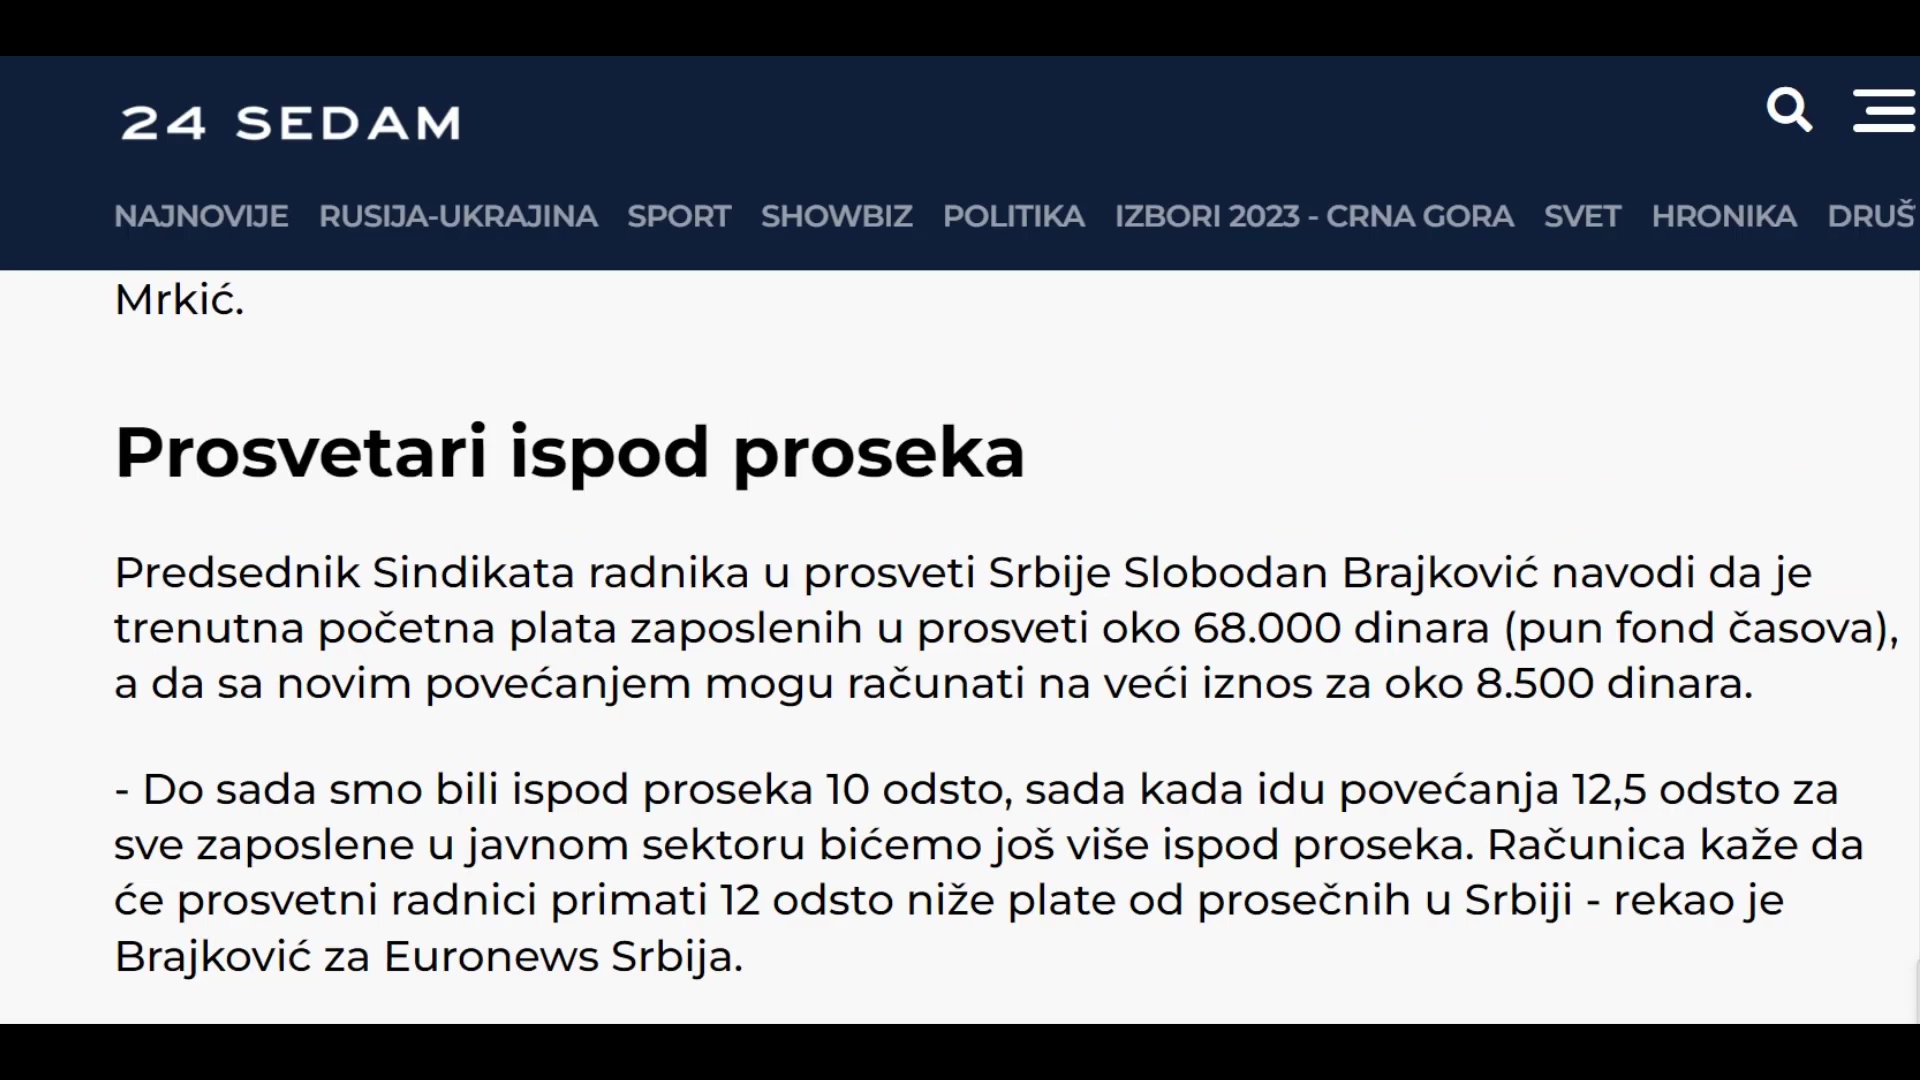 24 SEDAM
NAJNOVIJE RUSIJA-UKRAJINA SPORT SHOWBIZ POLITIKA IZBORI 2023 - CRNA GORA SVET HRONIKA DRUŠ
Mrkić.
Prosvetari ispod proseka
Predsednik Sindikata radnika u prosveti Srbije Slobodan Brajković navodi da je
trenutna početna plata zaposlenih u prosveti oko 68.000 dinara (pun fond časova),
a da sa novim povećanjem mogu računati na veći iznos za oko 8.500 dinara.
- Do sada smo bili ispod proseka 10 odsto, sada kada idu povećanja 12,5 odsto za
sve zaposlene u javnom sektoru bićemo još više ispod proseka. Računica kaže da
će prosvetni radnici primati 12 odsto niže plate od prosečnih u Srbiji - rekao je
Brajković za Euronews Srbija.